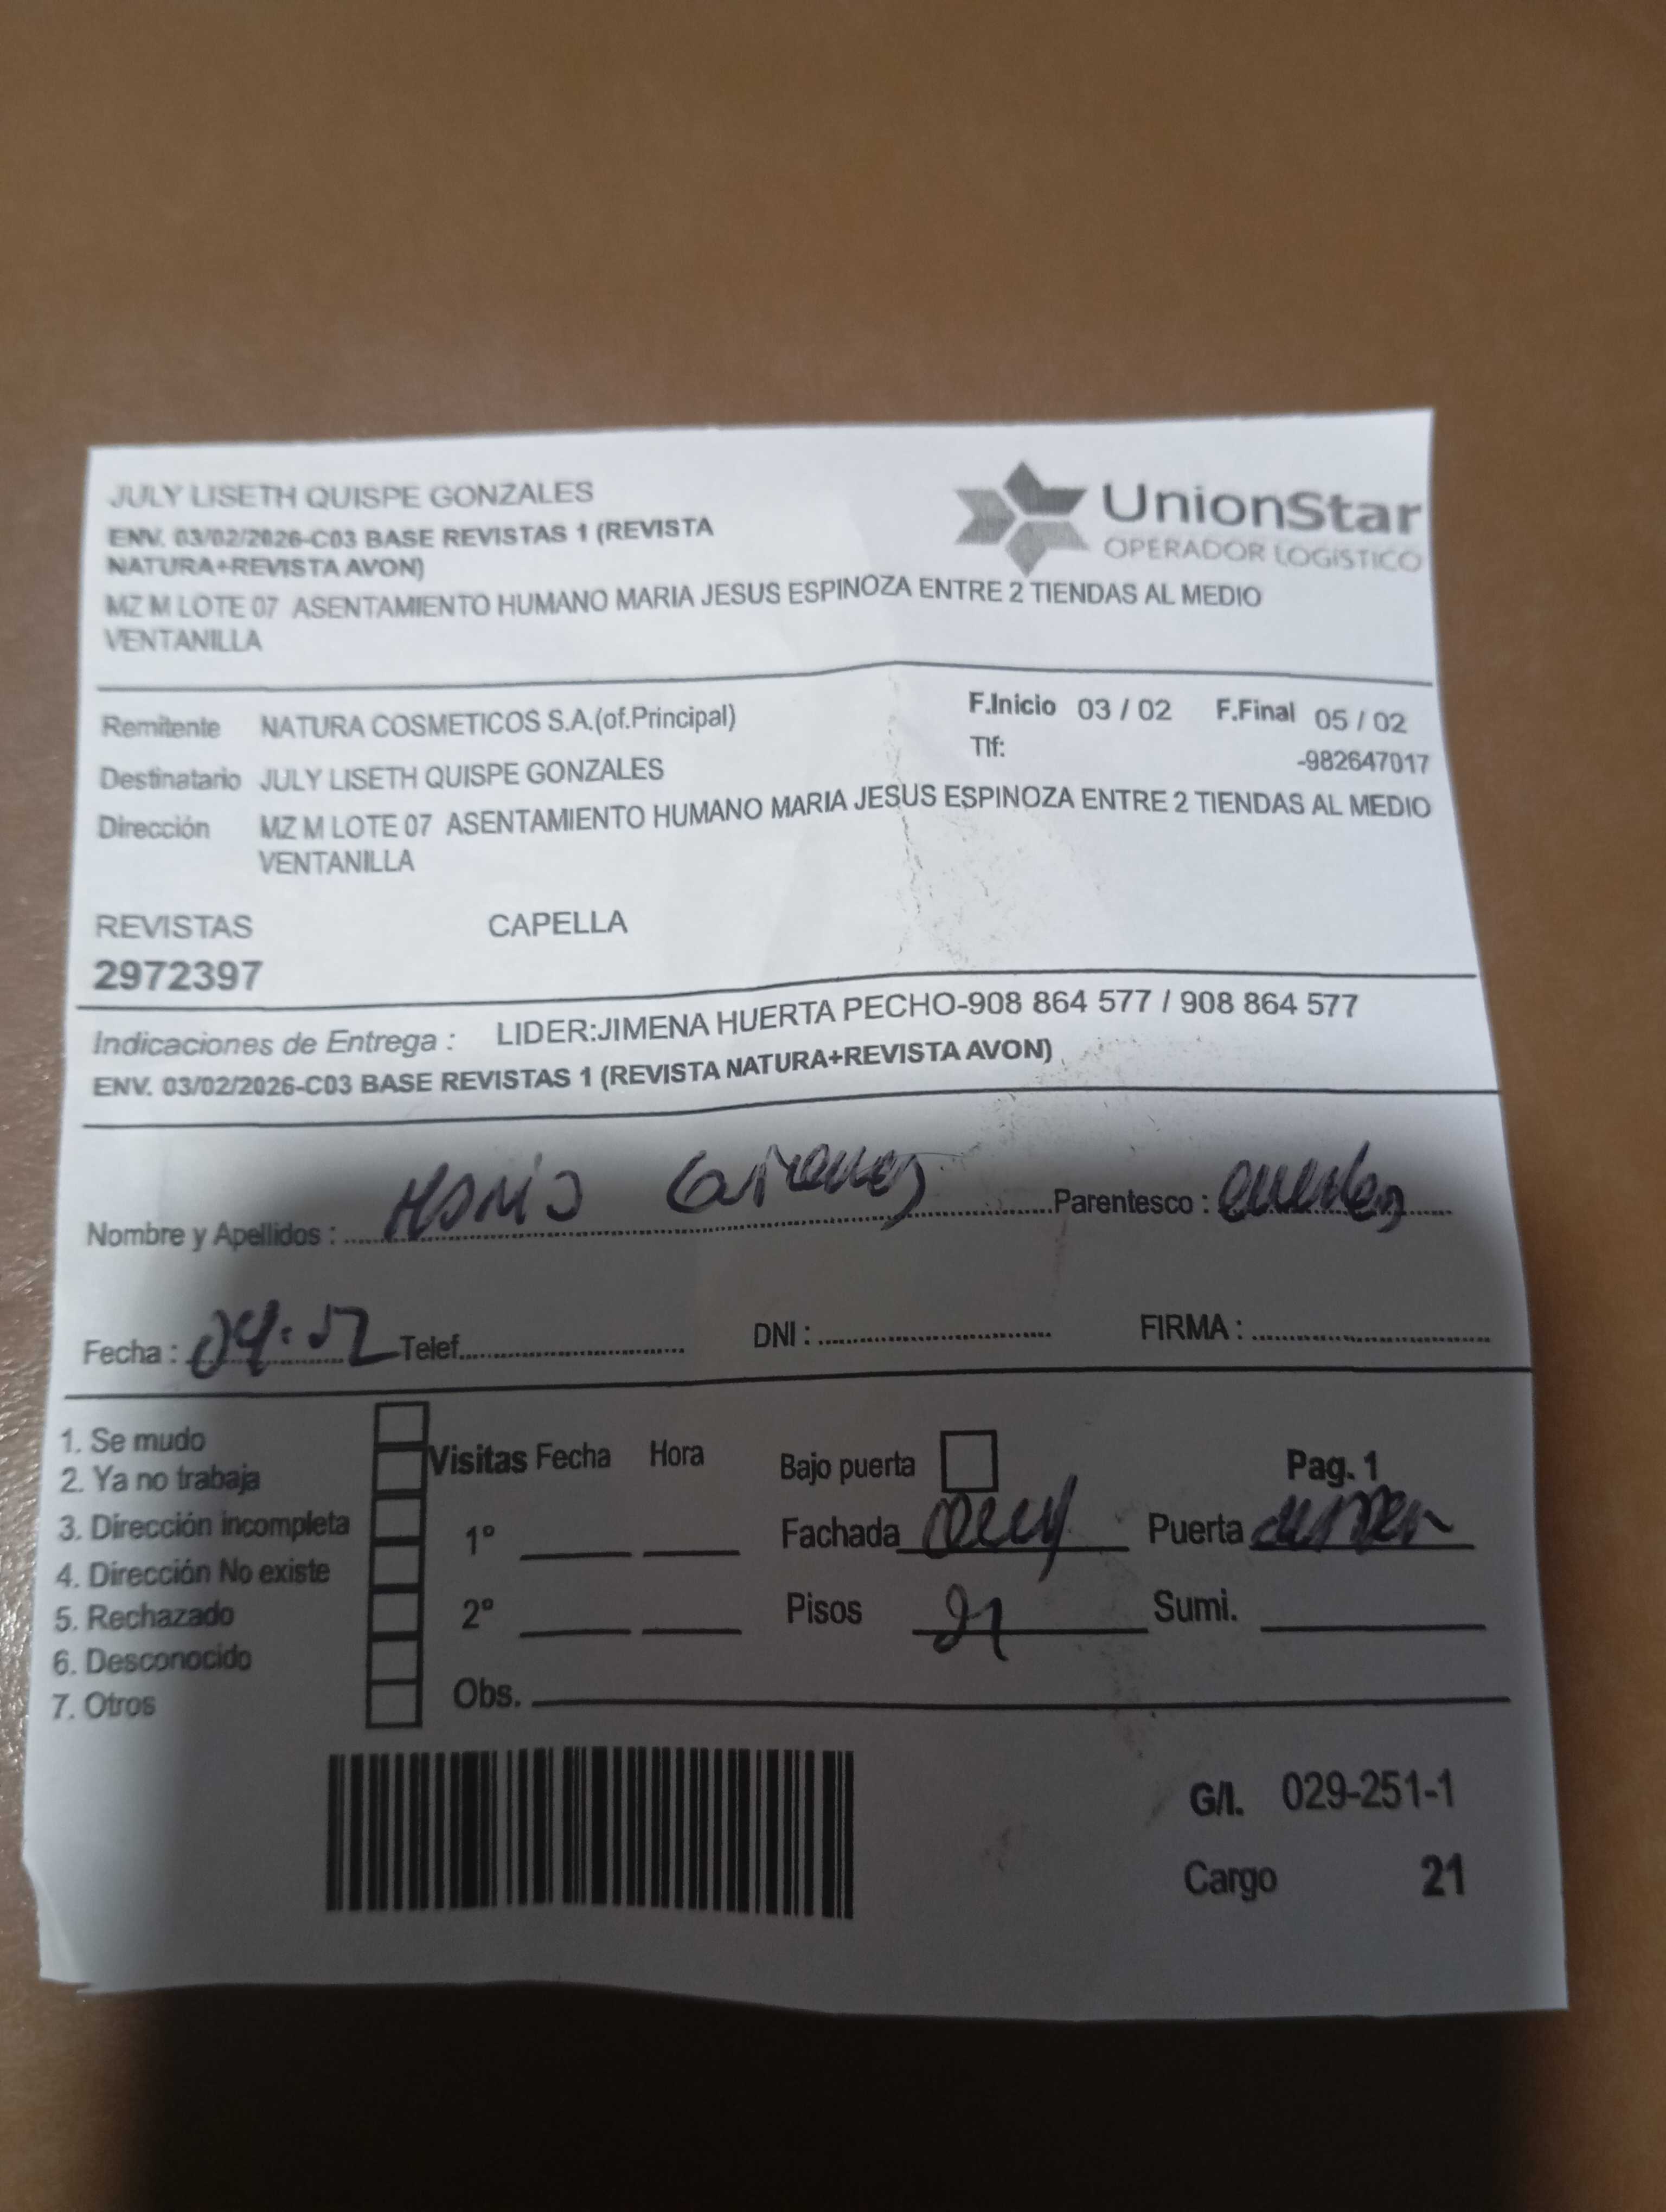 JULY LISETH QUISPE GONZALES
ENV. 03/02/2026-C03 BASE REVISTAS 1 (REVISTA
NATURA+REVISTA AVON)
MZ M LOTE 07 ASENTAMIENTO HUMANO MARIA JESUS ESPINOZA ENTRE 2 TIENDAS AL MEDIO
VENTANILLA
UnionStar
OPERADOR LOGÍSTICO
Remitente NATURA COSMETICOS S.A.(of.Principal)
F.Inicio 03 / 02 F.Final 05 / 02
Tlf: -982647017
Destinatario JULY LISETH QUISPE GONZALES
Dirección MZ M LOTE 07 ASENTAMIENTO HUMANO MARIA JESUS ESPINOZA ENTRE 2 TIENDAS AL MEDIO
VENTANILLA
REVISTAS CAPELLA
2972397
Indicaciones de Entrega : LIDER:JIMENA HUERTA PECHO-908 864 577 / 908 864 577
ENV. 03/02/2026-C03 BASE REVISTAS 1 (REVISTA NATURA+REVISTA AVON)
Nombre y Apellidos : Parentesco :
Fecha : Telef. DNI : FIRMA :
1. Se mudo
2. Ya no trabaja
3. Dirección incompleta
4. Dirección No existe
5. Rechazado
6. Desconocido
7. Otros
Visitas Fecha Hora
1º
2º
Obs.
Bajo puerta Pag. 1
Fachada Puerta
Pisos Sumi.
G/I. 029-251-1
Cargo 21